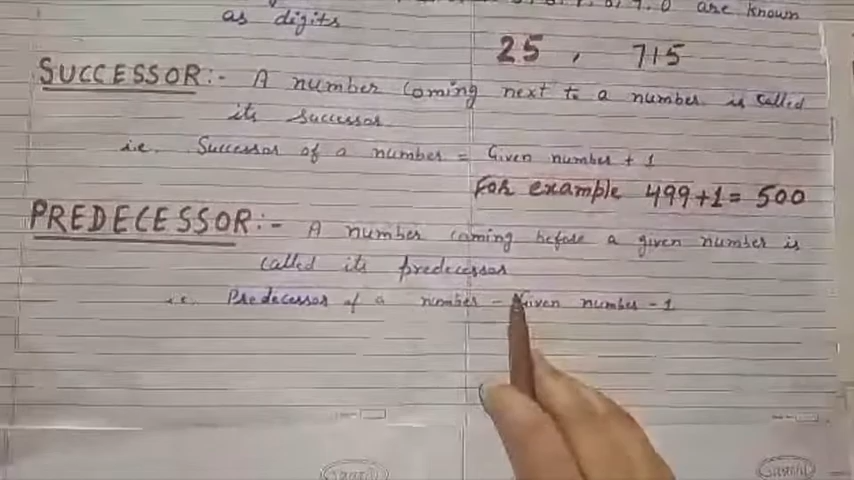 are known
as digits
25 , 715
SUCCESSOR:- A number coming next to a number is called
its successor
i.e. Successor of a number = Given number + 1
For example 499+1= 500
PREDECESSOR:- A number coming before a given number is
called its predecessor
i.e. Predecessor of a number - Given number - 1